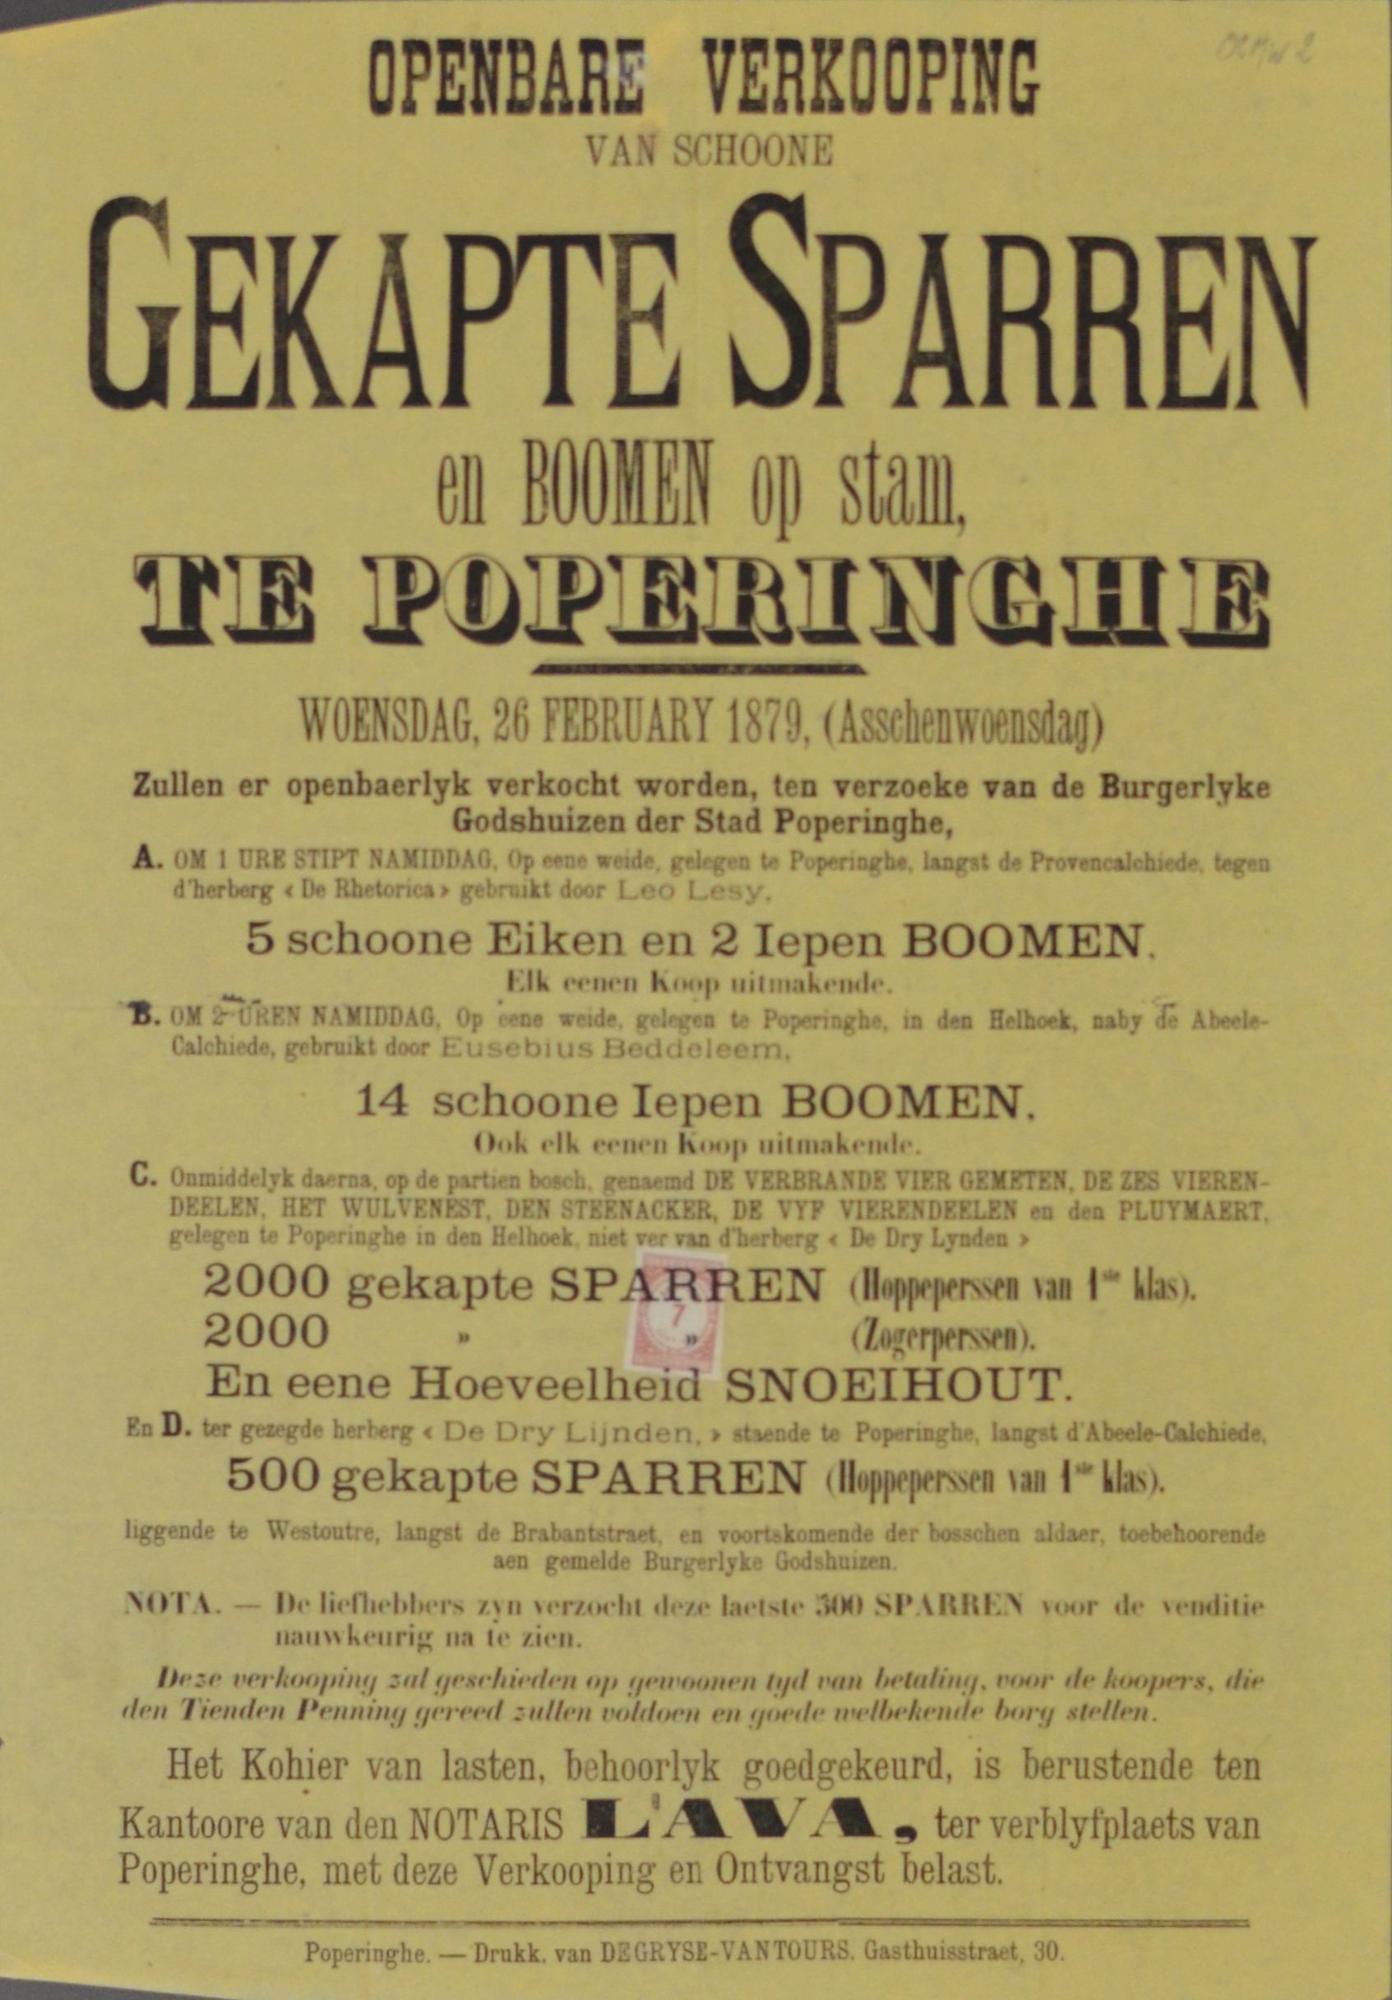 OPENBARE VERKOOPING
VAN SCHOONE
GEKAPTE SPARREN
en BOOMEN op stam,
TE POPERINGHE
WOENSDAG, 26 FEBRUARY 1879, (Asschenwoensdag)
Zullen er openbaerlyk verkocht worden, ten verzoeke van de Burgerlyke
Godshuizen der Stad Poperinghe,
A. OM 1 URE STIPT NAMIDDAG, Op eene weide, gelegen te Poperinghe, langst de Provencalchiede, tegen
d'herberg « De Rhetorica » gebruikt door Leo Lesy,
5 schoone Eiken en 2 Iepen BOOMEN.
Elk eenen Koop uitmakende.
B. OM 2 UREN NAMIDDAG, Op eene weide, gelegen te Poperinghe, in den Helhoek, naby de Abeele-
Calchiede, gebruikt door Eusebius Beddeleem,
14 schoone Iepen BOOMEN.
Ook elk eenen Koop uitmakende.
C. Onmiddelyk daerna, op de partien bosch, genaemd DE VERBRANDE VIER GEMETEN, DE ZES VIEREN-
DEELEN, HET WULVENEST, DEN STEENACKER, DE VYF VIERENDEELEN en den PLUYMAERT,
gelegen te Poperinghe in den Helhoek, niet ver van d'herberg « De Dry Lynden »
2000 gekapte SPARREN (Hoppeperssen van 1ste klas).
2000 » » (Zogerperssen).
7
En eene Hoeveelheid SNOEIHOUT.
En D. ter gezegde herberg « De Dry Lijnden, » staende te Poperinghe, langst d'Abeele-Calchiede,
500 gekapte SPARREN (Hoppeperssen van 1ste klas).
liggende te Westoutre, langst de Brabantstraet, en voortskomende der bosschen aldaer, toebehoorende
aen gemelde Burgerlyke Godshuizen.
NOTA. — De liefhebbers zyn verzocht deze laetste 500 SPARREN voor de venditie
nauwkeurig na te zien.
Deze verkooping zal geschieden op gewoonen tyd van betaling, voor de koopers, die
den Tienden Penning gereed zullen voldoen en goede welbekende borg stellen.
Het Kohier van lasten, behoorlyk goedgekeurd, is berustende ten
Kantoore van den NOTARIS LAVA, ter verblyfplaets van
Poperinghe, met deze Verkooping en Ontvangst belast.
Poperinghe. — Drukk. van DEGRYSE-VANTOURS, Gasthuisstraet, 30.